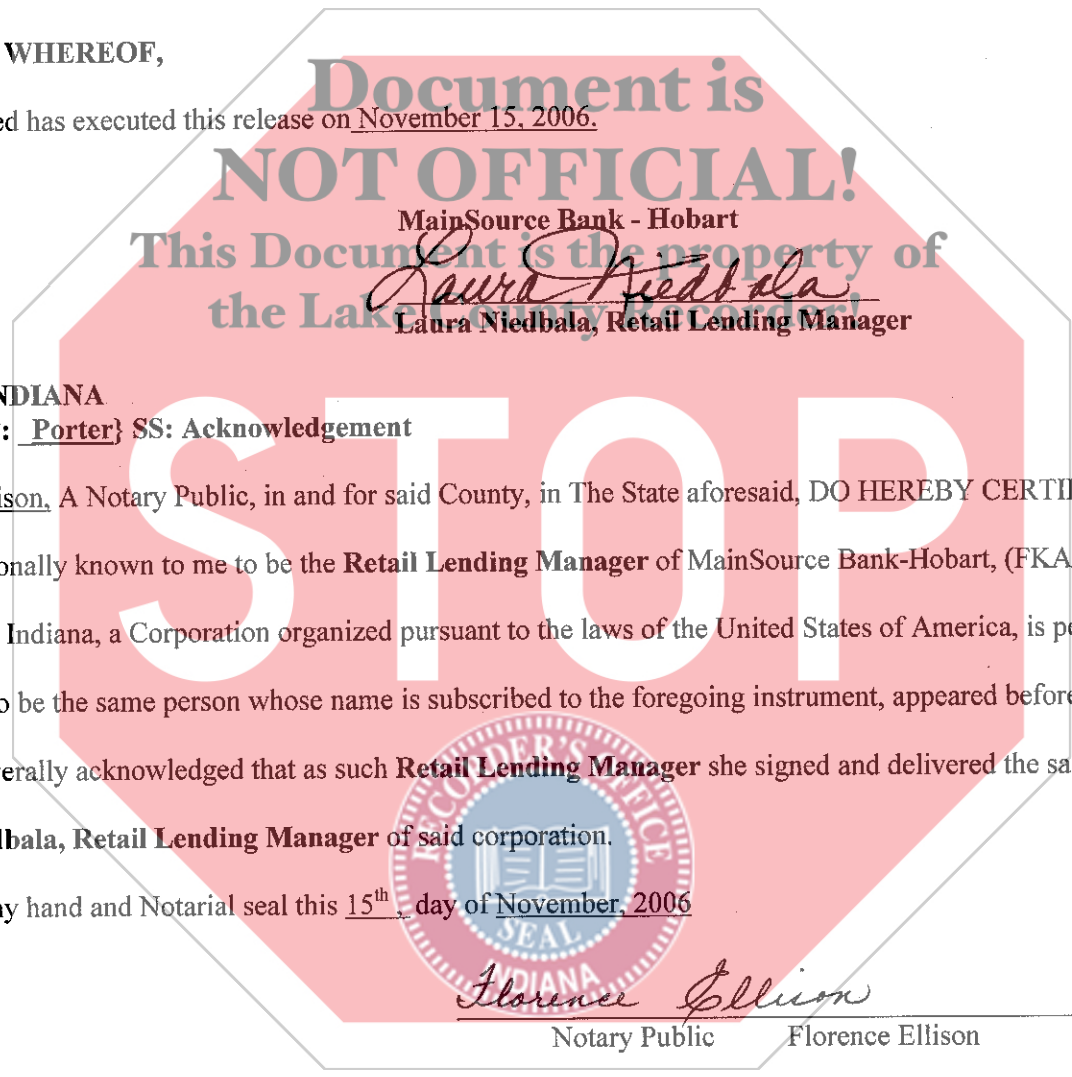 WHEREOF,
Document is
ed has executed this release on November 15, 2006.
NOT OFFICIAL!
MainSource Bank - Hobart
This Document is the property of
Laura Niedbala
the Lake County Recorder!
Laura Niedbala, Retail Lending Manager
NDIANA
: Porter} SS: Acknowledgement
STOP
ison, A Notary Public, in and for said County, in The State aforesaid, DO HEREBY CERTI
onally known to me to be the Retail Lending Manager of MainSource Bank-Hobart, (FKA
Indiana, a Corporation organized pursuant to the laws of the United States of America, is pe
o be the same person whose name is subscribed to the foregoing instrument, appeared before
erally acknowledged that as such Retail Lending Manager she signed and delivered the sa
lbala, Retail Lending Manager of said corporation.
y hand and Notarial seal this 15th , day of November, 2006
RECORDER'S OFFICE
SEAL
INDIANA
Florence Ellison
Notary Public Florence Ellison